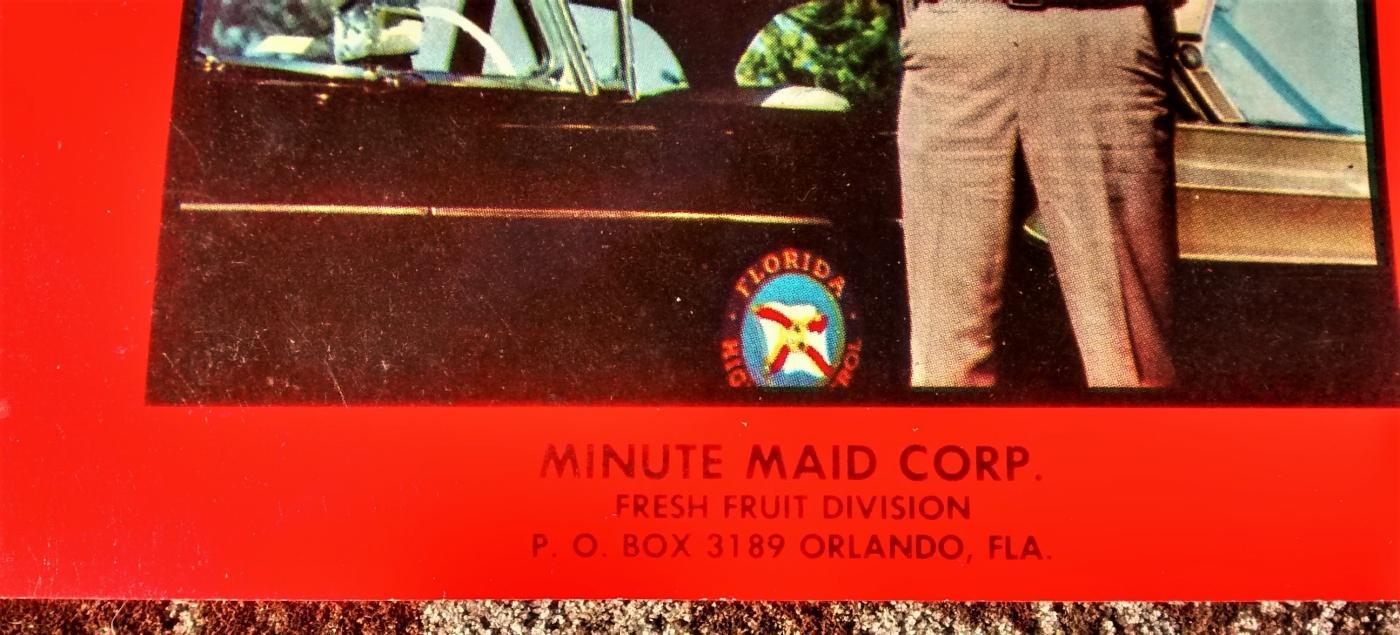 FLORIDA
MINUTE MAID CORP.
FRESH FRUIT DIVISION
P. O. BOX 3189 ORLANDO, FLA.